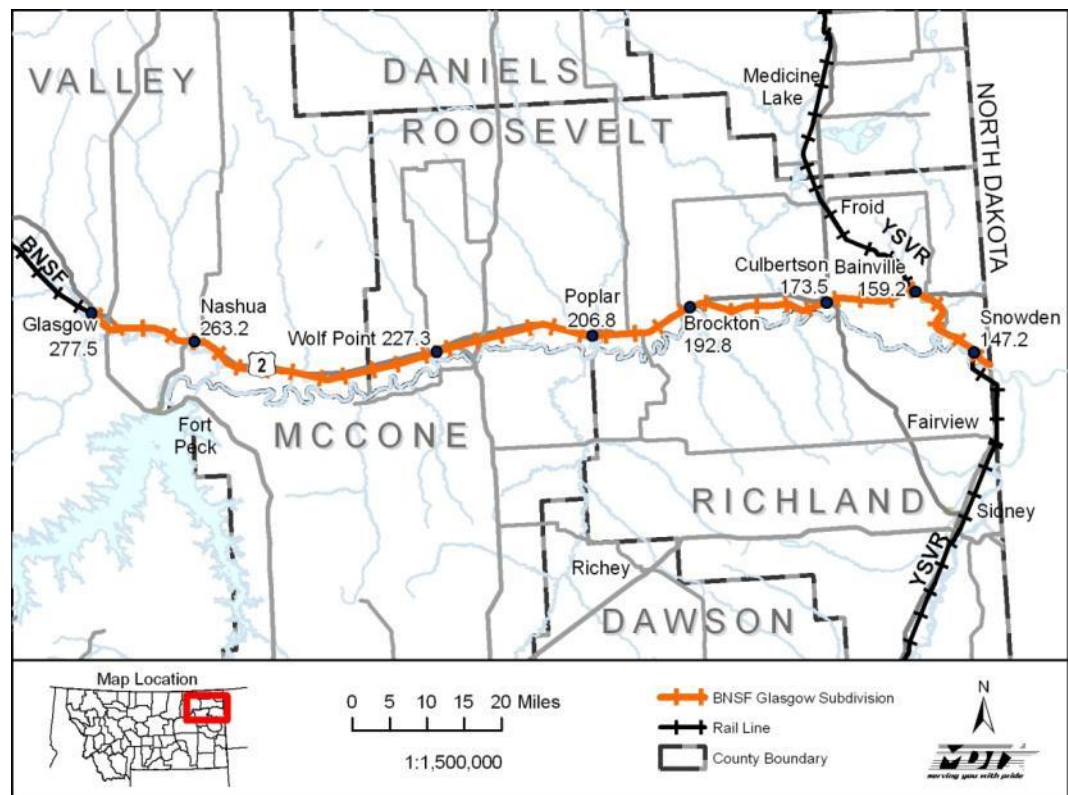 VALLEY
DANIELS
ROOSEVELT
Medicine
Lake
NORTH DAKOTA
Froid
YSVR
BNSF
Glasgow
277.5
Nashua
263.2
Wolf Point 227.3
2
Poplar
206.8
Brockton
192.8
Culbertson
173.5
Bainville
159.2
Snowden
147.2
Fort
Peck
MCCONE
Fairview
RICHLAND
Sidney
YSVR
Richey
DAWSON
Map Location
0 5 11.5 15 20 Miles
1:1,500,000
BNSF Glasgow Subdivision
Rail Line
County Boundary
N
MDT
serving you with pride